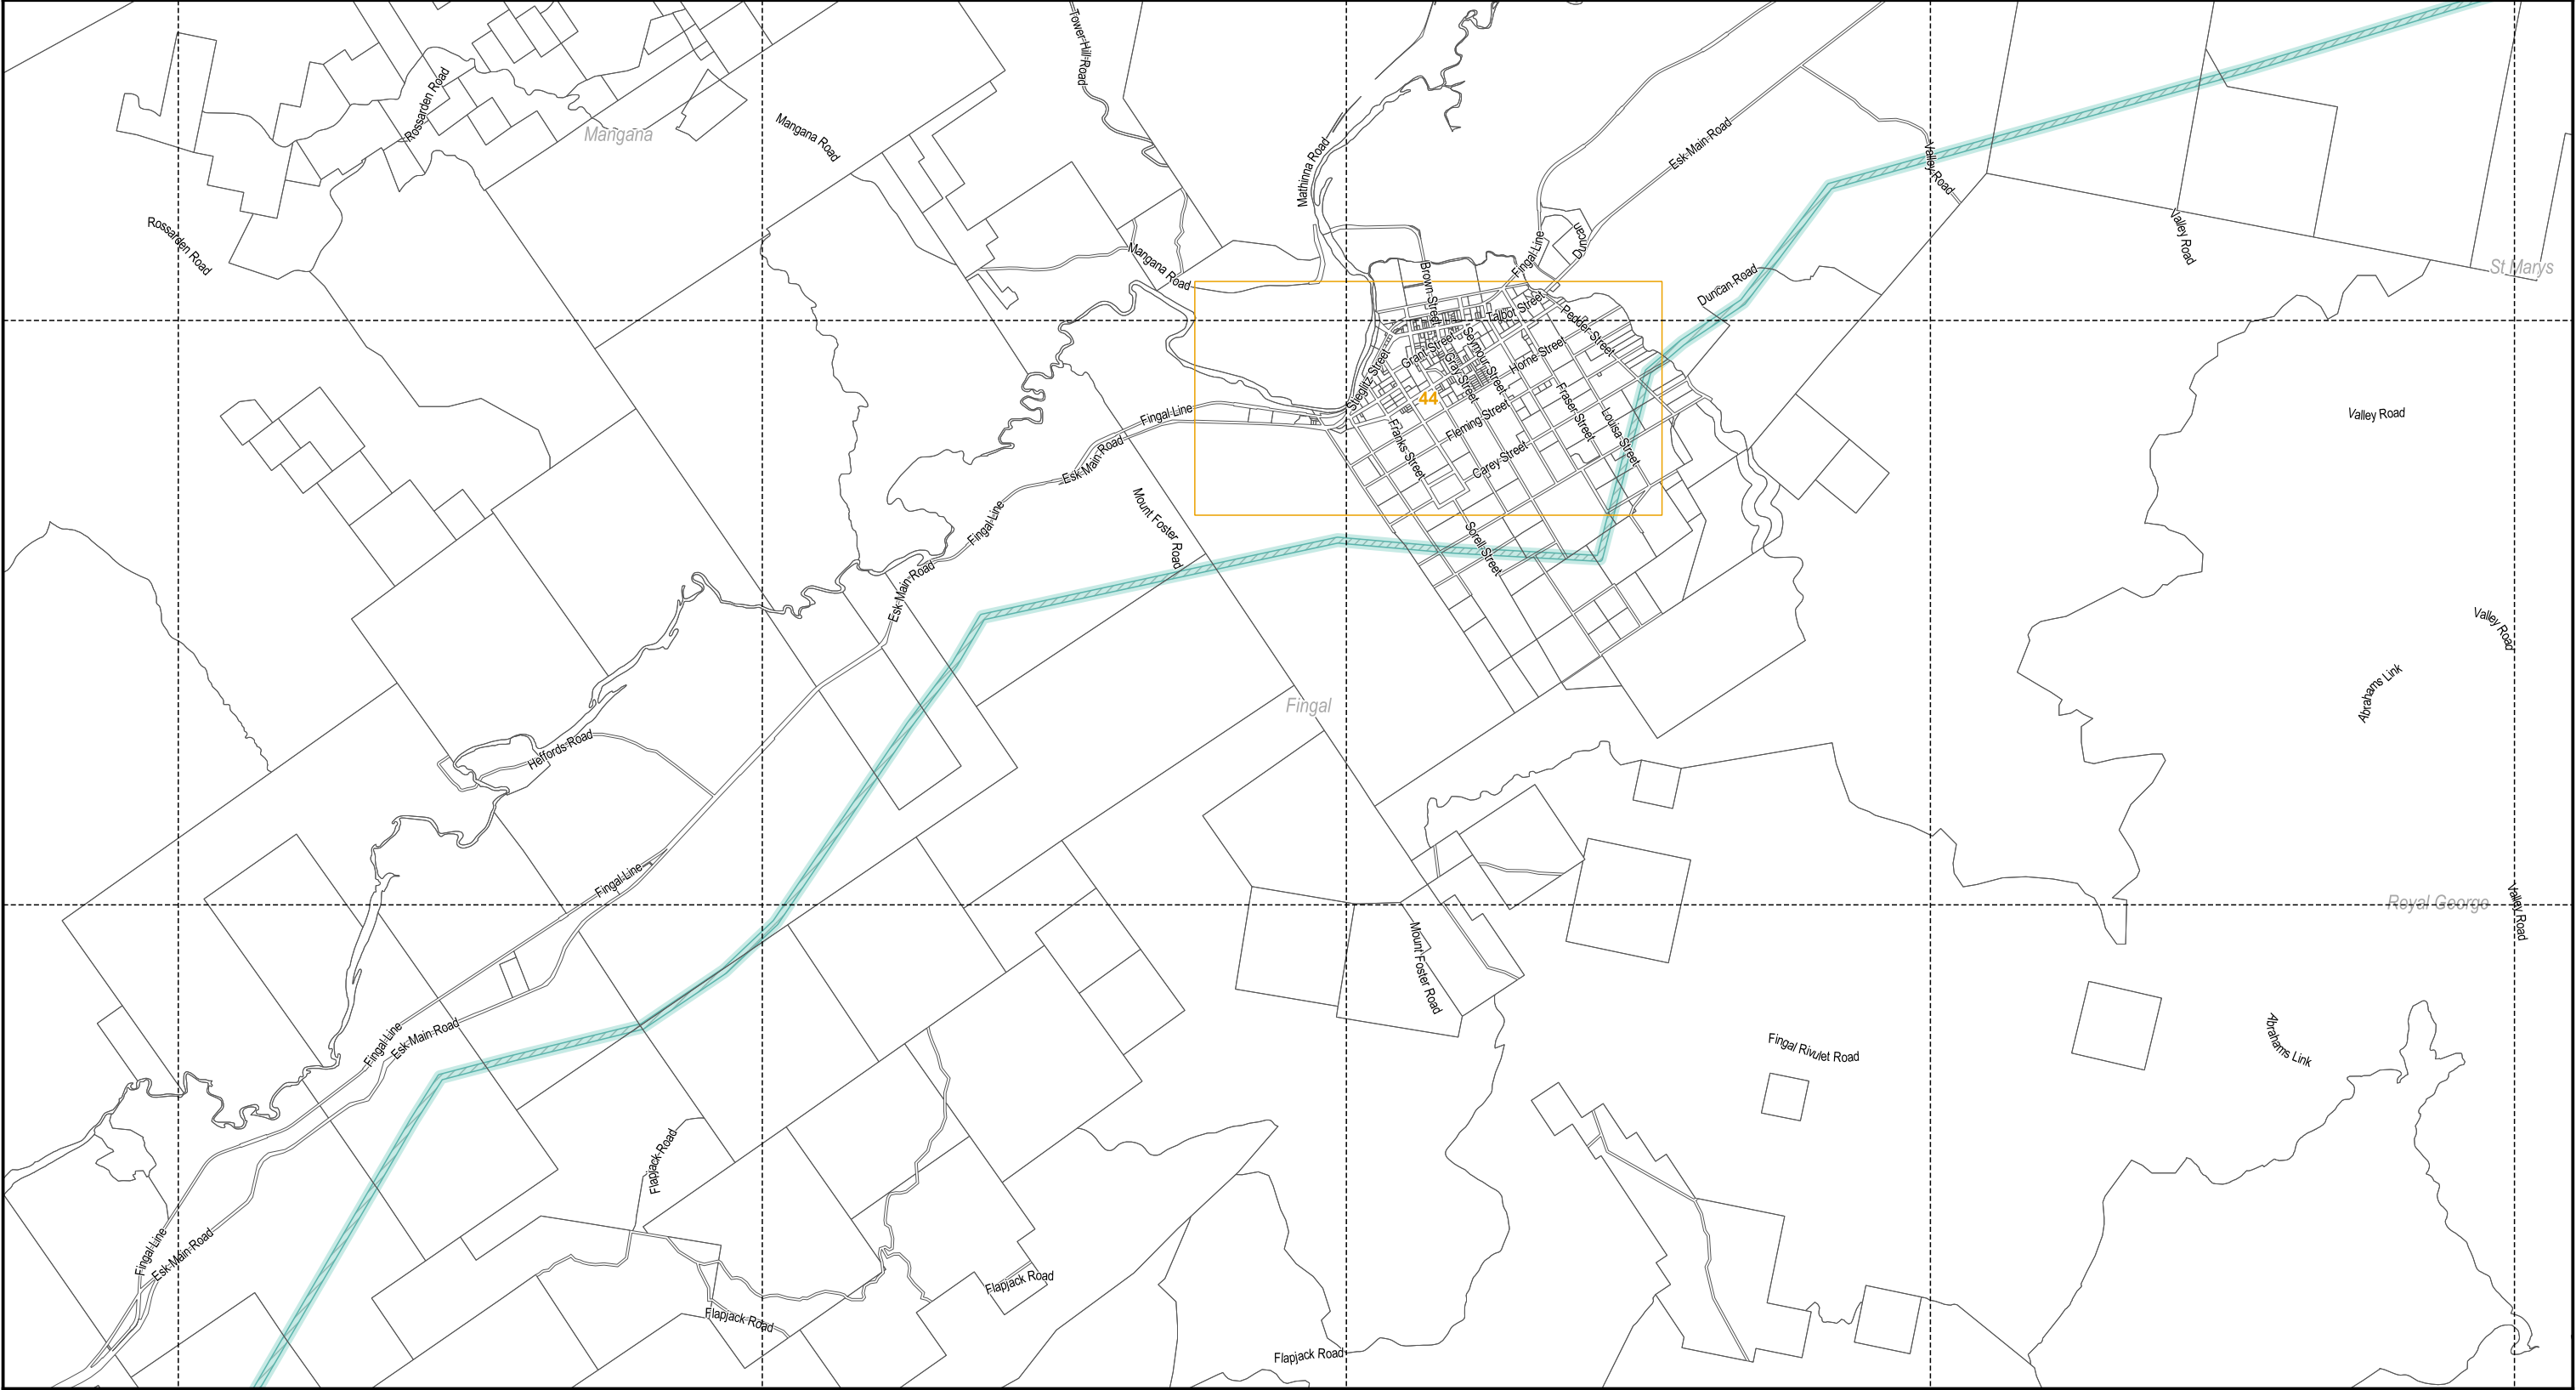 Tower Hill Road
Rossarden Road
Mangana
Mangana Road
Mathinna Road
Esk Main Road
Valley Road
Rossarden Road
Mangana Road
Fingal Line
Duncan
Valley Road
St Marys
Brown Street
Duncan Road
Talbot Street
Pedder Street
Grant Street
Seymour Street
Horne Street
Stieglitz Street
Gray Street
44
Fingal Line
Fleming Street
Fraser Street
Louisa Street
Valley Road
Esk Main Road
Franks Street
Carey Street
Mount Foster Road
Fingal Line
Sorell Street
Esk Main Road
Valley Road
Abrahams Link
Fingal
Heffords Road
Fingal Line
Royal George
Valley Road
Mount Foster Road
Fingal Line
Esk Main Road
Fingal Rivulet Road
Abrahams Link
Flapjack Road
Fingal Line
Esk Main Road
Flapjack Road
Flapjack Road
Flapjack Road